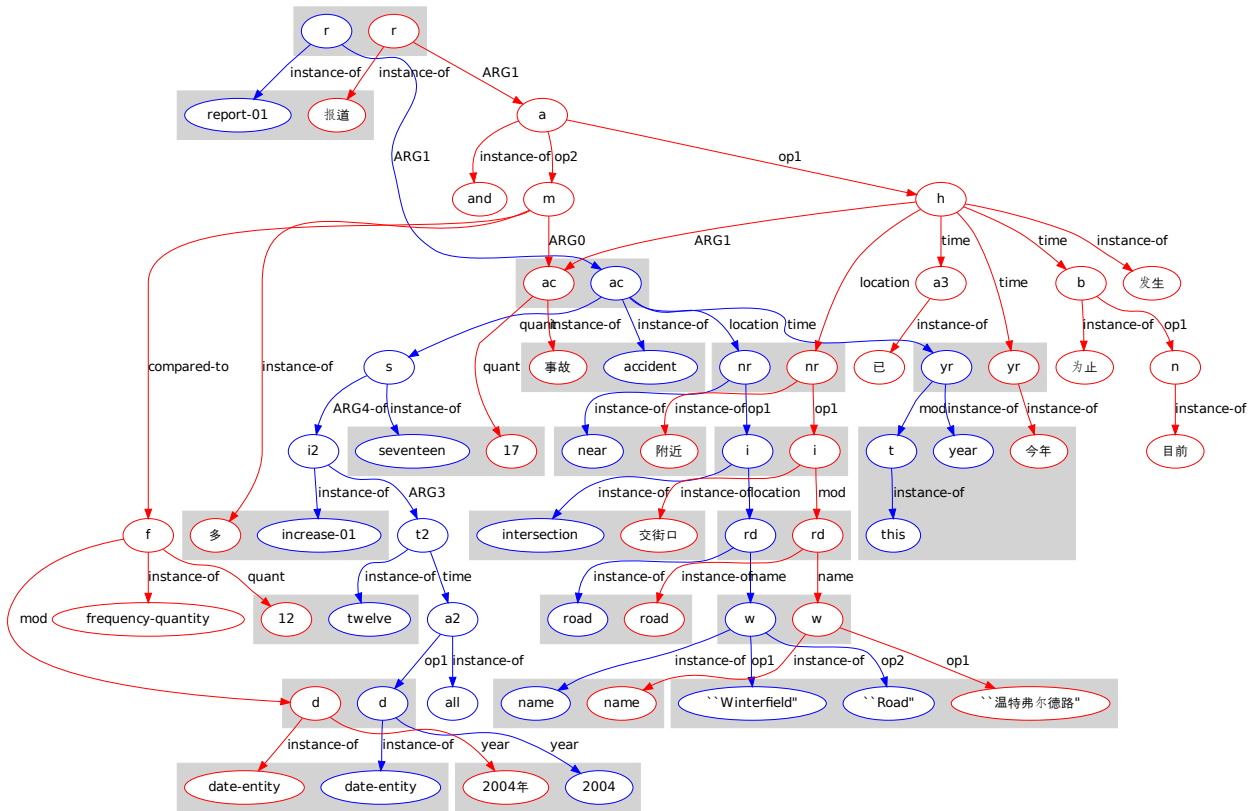 r r
instance-of instance-of ARG1
report-01 报道 a
ARG1 instance-of op2 op1
and m h
ARG0 ARG1 time time instance-of
ac ac location a3 time b 发生
compared-to instance-of quant instance-of instance-of location time instance-of instance-of op1
s quant 事故 accident nr nr 已 yr yr 为止 n
ARG4-of instance-of instance-of instance-of op1 op1 mod instance-of instance-of instance-of
i2 seventeen 17 near 附近 i i t year 今年 目前
instance-of ARG3 instance-of instance-of location mod instance-of
f 多 increase-01 t2 intersection 交街口 rd rd this
instance-of quant instance-of time instance-of instance-of name name
mod frequency-quantity 12 twelve a2 road road w w
op1 instance-of instance-of op1 instance-of op2 op1
d d all name name ``Winterfield" ``Road" ``温特弗尔德路"
instance-of instance-of year year
date-entity date-entity 2004年 2004